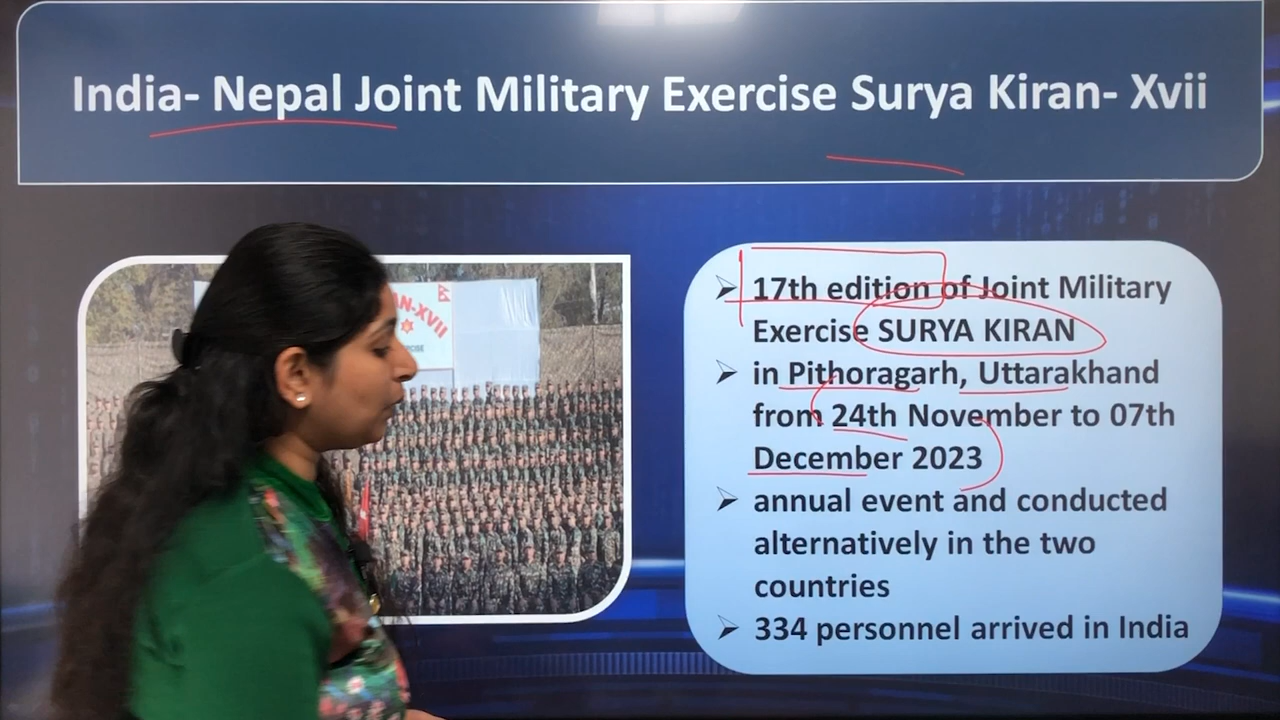 India- Nepal Joint Military Exercise Surya Kiran- Xvii
AN-XVII
➢ 17th edition of Joint Military
Exercise SURYA KIRAN
➢ in Pithoragarh, Uttarakhand
from 24th November to 07th
December 2023
➢ annual event and conducted
alternatively in the two
countries
➢ 334 personnel arrived in India